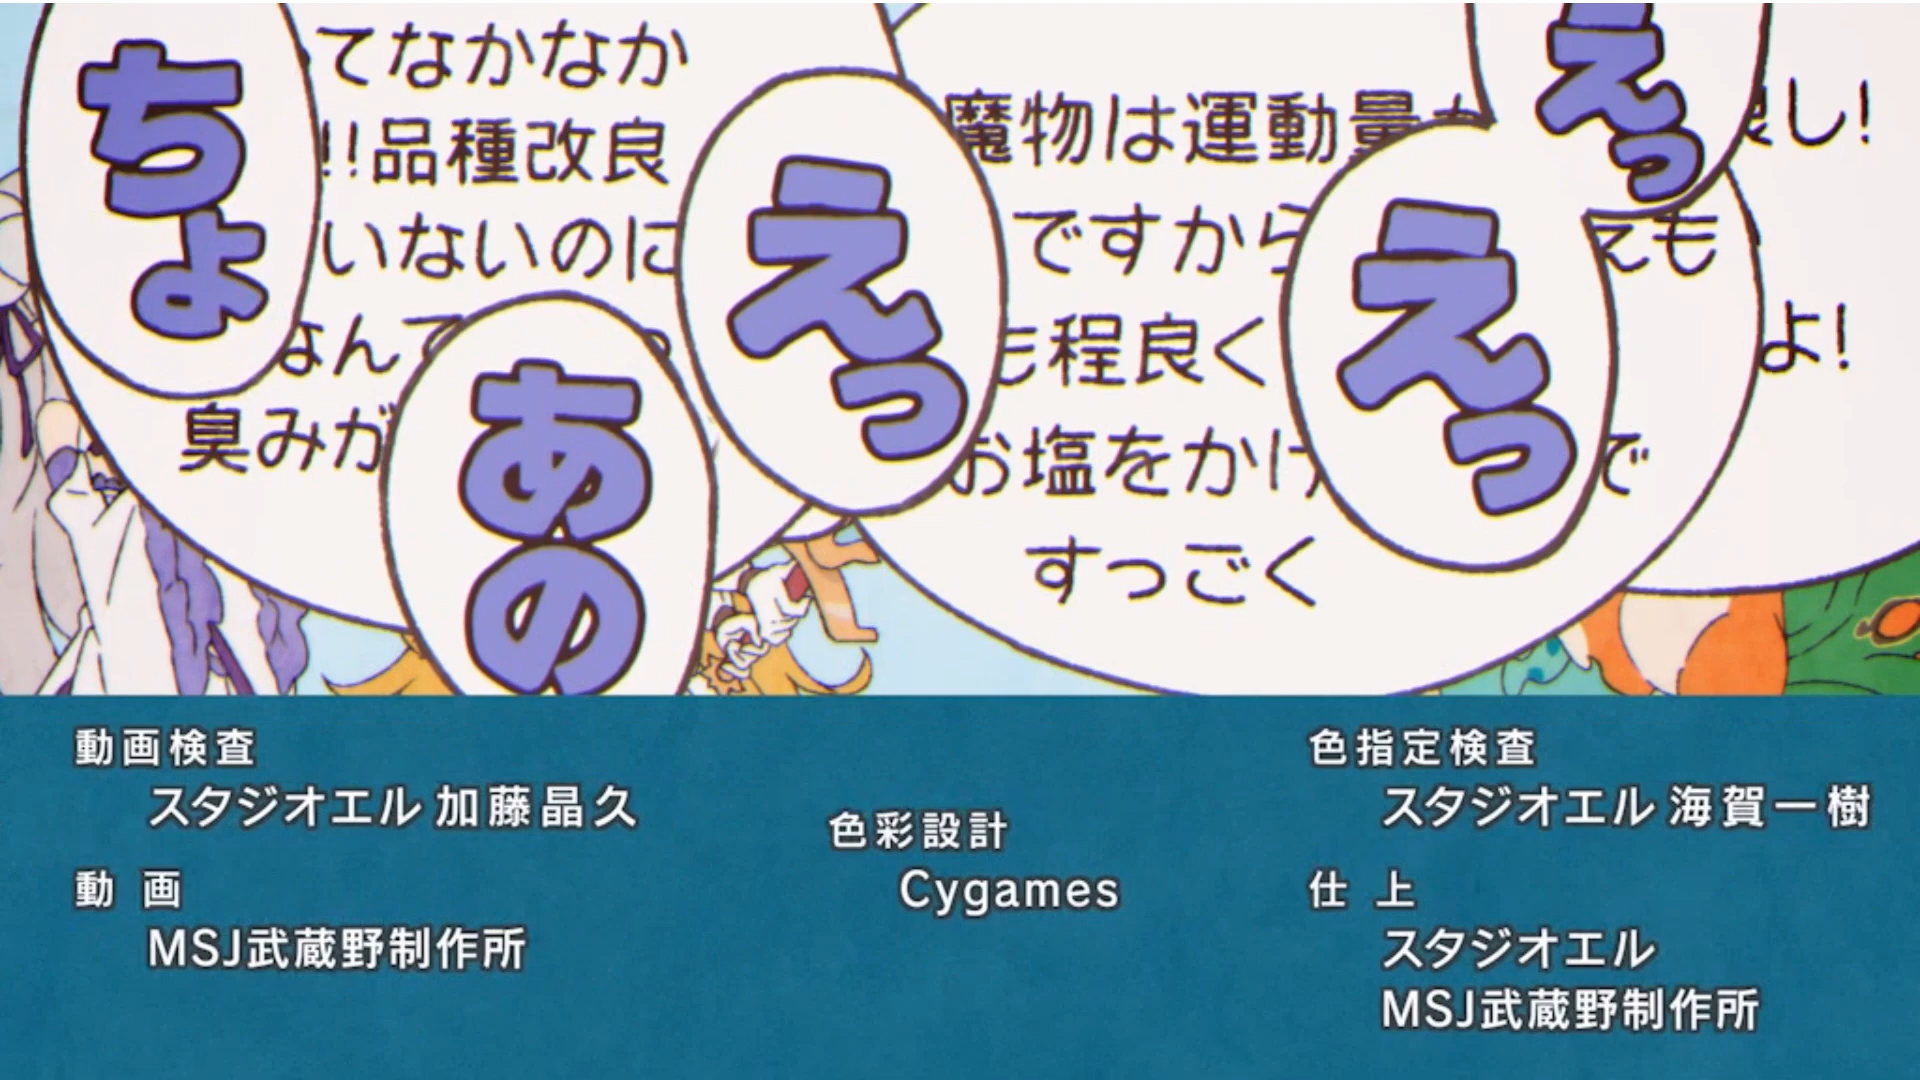 てなかなか
!!品種改良
いないのに
なんて
臭みが
ちょ
あの
えっ
魔物は運動量が
ですから
も程良く
お塩をかけ
すっごく
えっ
えっ
し!
ても
よ!
で
動画検査
スタジオエル 加藤晶久
動 画
MSJ武蔵野制作所
色彩設計
Cygames
色指定検査
スタジオエル 海賀一樹
仕 上
スタジオエル
MSJ武蔵野制作所